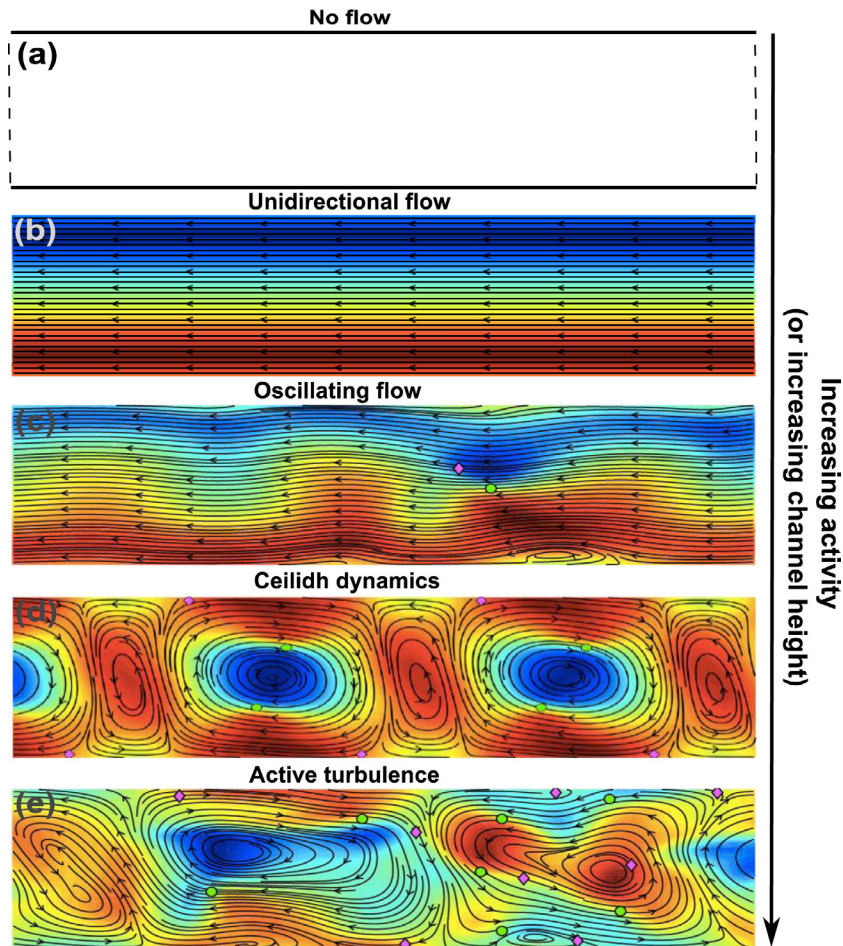 No flow
(a)
Unidirectional flow
(b)
Oscillating flow
(c)
Ceilidh dynamics
(d)
Active turbulence
(e)
Increasing activity
(or increasing channel height)